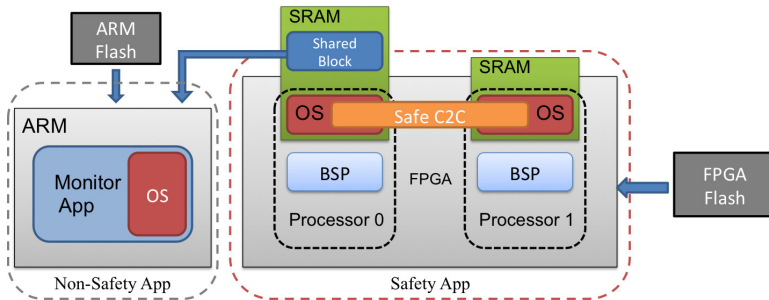 ARM
Flash
SRAM
Shared
Block
SRAM
ARM
Monitor
App
OS
OS
Safe C2C
OS
BSP
FPGA
BSP
FPGA
Flash
Processor 0
Processor 1
Non-Safety App
Safety App